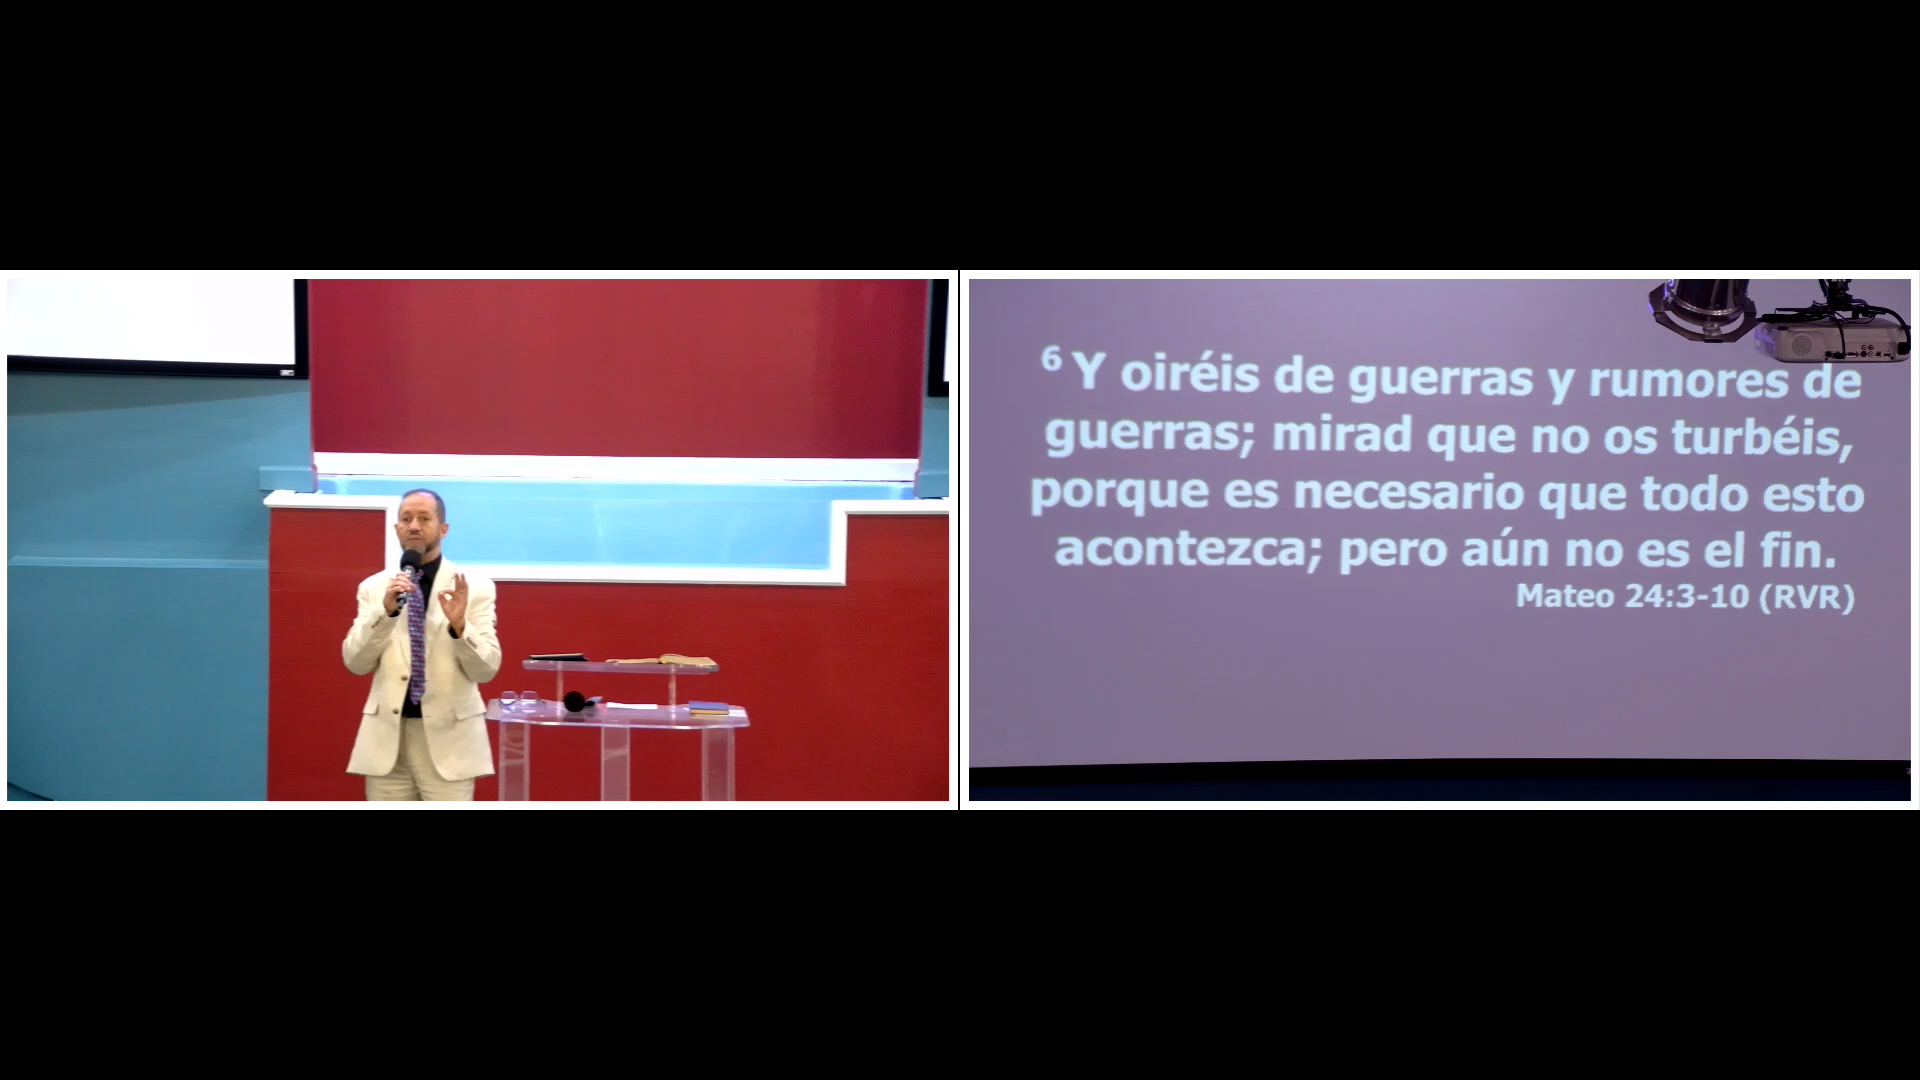 6 Y oiréis de guerras y rumores de
guerras; mirad que no os turbéis,
porque es necesario que todo esto
acontezca; pero aún no es el fin.
Mateo 24:3-10 (RVR)